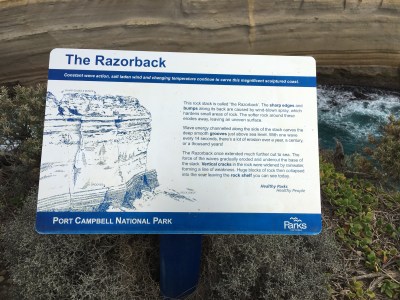 The Razorback
Constant wave action, salt laden wind and changing temperature continue to carve this magnificent sculptured coast.
This rock stack is called 'the Razorback'. The sharp edges and
bumps along its back are caused by wind blown spray, which
hardens small areas of rock. The softer rock around these
erodes away, leaving an uneven surface.
Wave energy channelled along the side of the stack carves the
deep smooth grooves just above sea level. With one wave
every 14 seconds, there's a lot of erosion over a year, a century
or a thousand years!
The Razorback once extended much further out to sea. The
force of the waves gradually eroded and undercut the base of
the stack. Vertical cracks in the rock were widened by rainwater,
forming a line of weakness. Huge blocks of rock then collapsed
into the sea leaving the rock shelf you can see today.
Healthy Parks
Healthy People
PORT CAMPBELL NATIONAL PARK
Parks